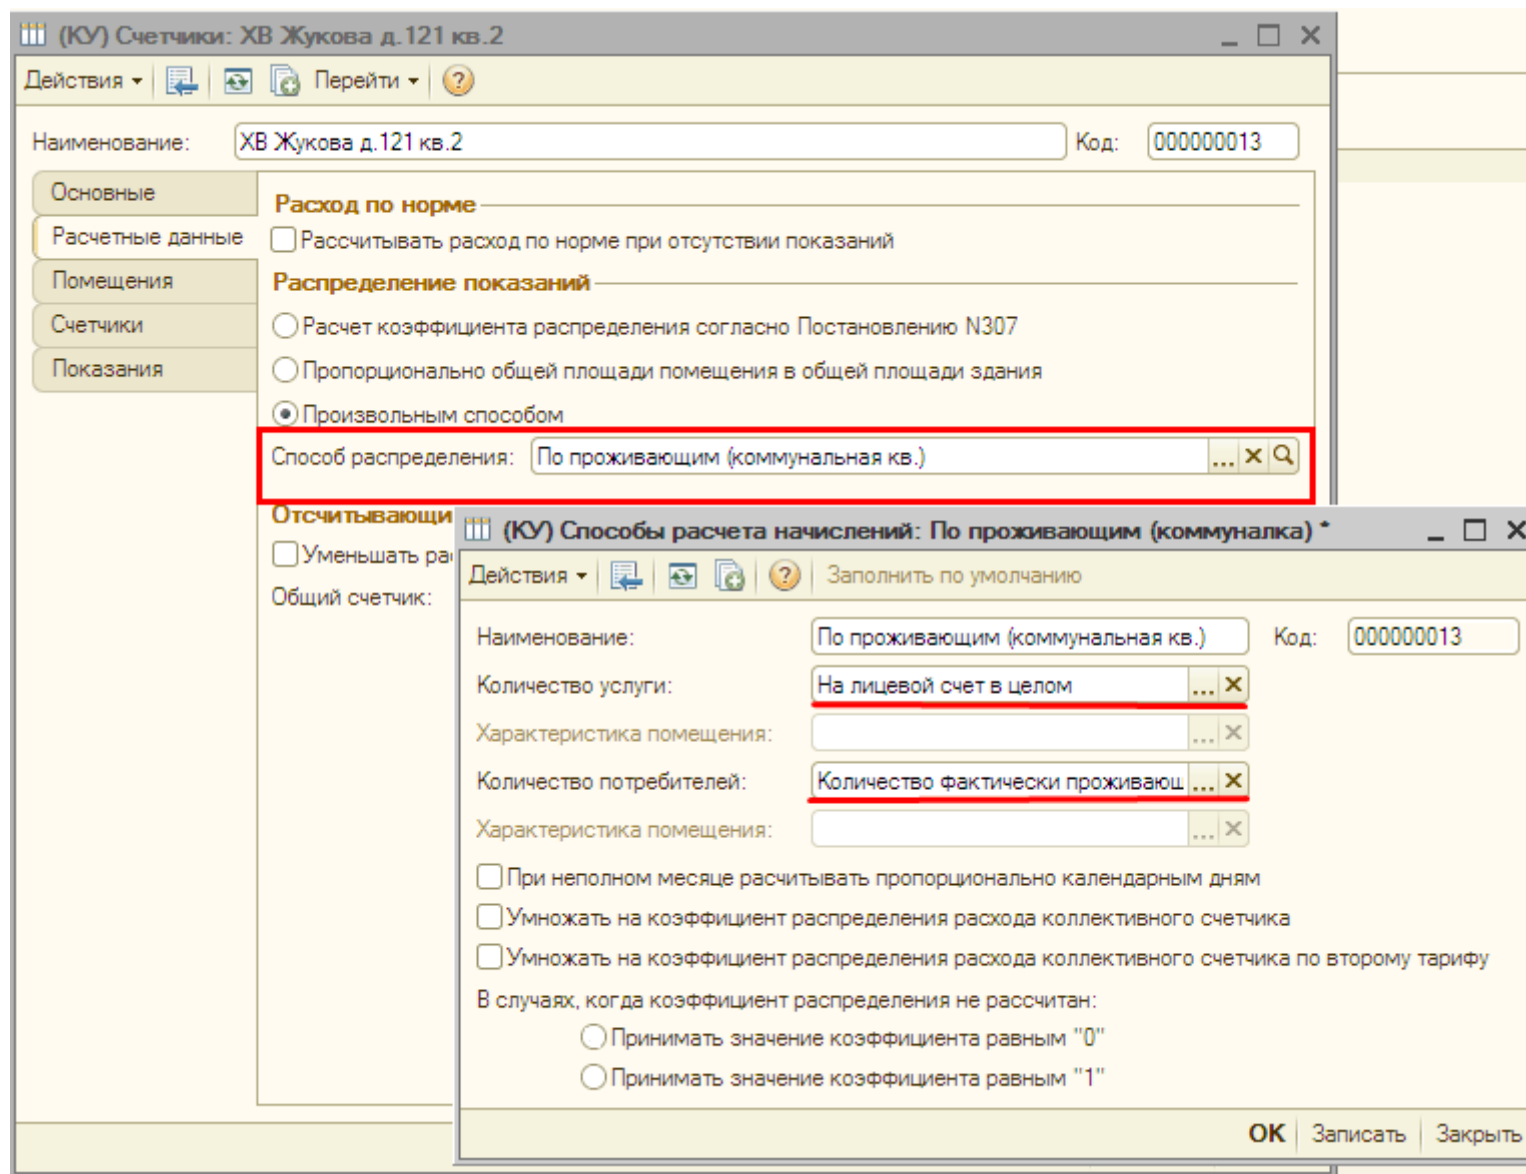 (КУ) Счетчики: ХВ Жукова д.121 кв.2
Действия Перейти
Наименование: ХВ Жукова д.121 кв.2 Код: 000000013
Основные
Расчетные данные
Помещения
Счетчики
Показания
Расход по норме
Рассчитывать расход по норме при отсутствии показаний
Распределение показаний
Расчет коэффициента распределения согласно Постановлению N307
Пропорционально общей площади помещения в общей площади здания
Произвольным способом
Способ распределения: По проживающим (коммунальная кв.) ...
Отсчитывающи
Уменьшать ра
Общий счетчик:
(КУ) Способы расчета начислений: По проживающим (коммуналка) *
Действия Заполнить по умолчанию
Наименование: По проживающим (коммунальная кв.) Код: 000000013
Количество услуги: На лицевой счет в целом ...
Характеристика помещения: ...
Количество потребителей: Количество фактически проживающ ...
Характеристика помещения: ...
При неполном месяце расчитывать пропорционально календарным дням
Умножать на коэффициент распределения расхода коллективного счетчика
Умножать на коэффициент распределения расхода коллективного счетчика по второму тарифу
В случаях, когда коэффициент распределения не рассчитан:
Принимать значение коэффициента равным "0"
Принимать значение коэффициента равным "1"
OK Записать Закрыть